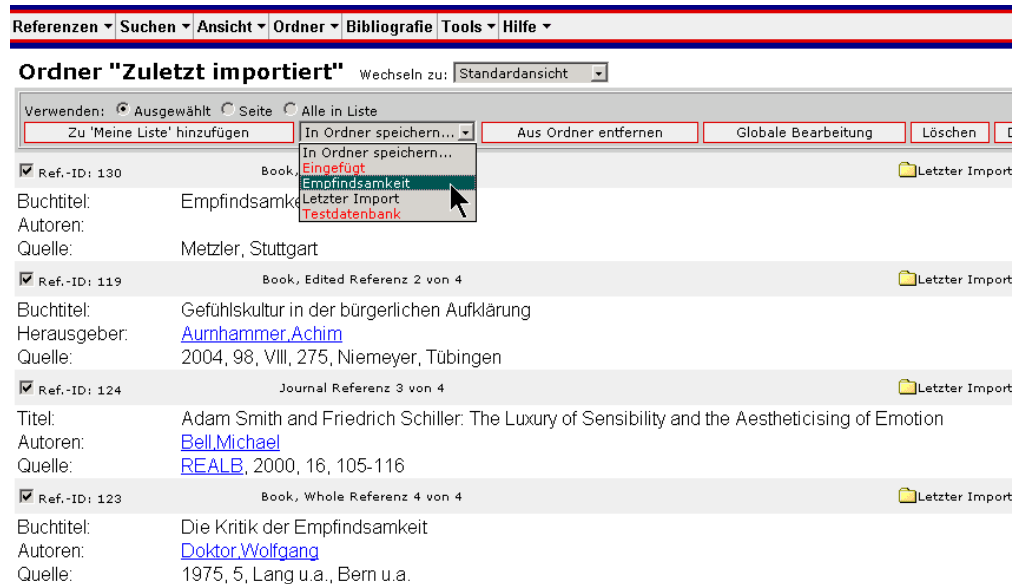 Referenzen Suchen Ansicht Ordner Bibliografie Tools Hilfe
Ordner "Zuletzt importiert" Wechseln zu: Standardansicht
Verwenden: Ausgewählt Seite Alle in Liste
Zu 'Meine Liste' hinzufügen In Ordner speichern... Aus Ordner entfernen Globale Bearbeitung Löschen D
In Ordner speichern...
Eingefügt
Empfindsamkeit
Letzter Import
Testdatenbank
Ref.-ID: 130 Book, Letzter Import
Buchtitel: Empfindsamke
Autoren:
Quelle: Metzler, Stuttgart
Ref.-ID: 119 Book, Edited Referenz 2 von 4 Letzter Import
Buchtitel: Gefühlskultur in der bürgerlichen Aufklärung
Herausgeber: Aurnhammer,Achim
Quelle: 2004, 98, VIII, 275, Niemeyer, Tübingen
Ref.-ID: 124 Journal Referenz 3 von 4 Letzter Import
Titel: Adam Smith and Friedrich Schiller: The Luxury of Sensibility and the Aestheticising of Emotion
Autoren: Bell,Michael
Quelle: REALB, 2000, 16, 105-116
Ref.-ID: 123 Book, Whole Referenz 4 von 4 Letzter Import
Buchtitel: Die Kritik der Empfindsamkeit
Autoren: Doktor,Wolfgang
Quelle: 1975, 5, Lang u.a., Bern u.a.